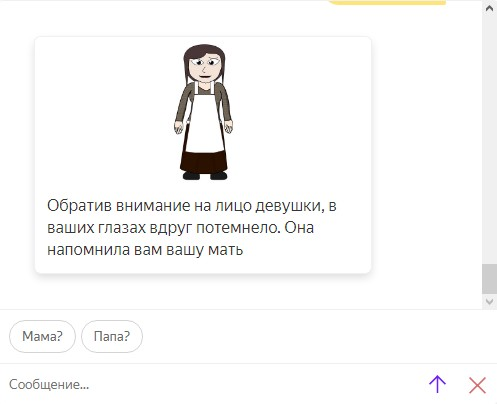 Обратив внимание на лицо девушки, в
ваших глазах вдруг потемнело. Она
напомнила вам вашу мать
Мама?
Папа?
Сообщение...